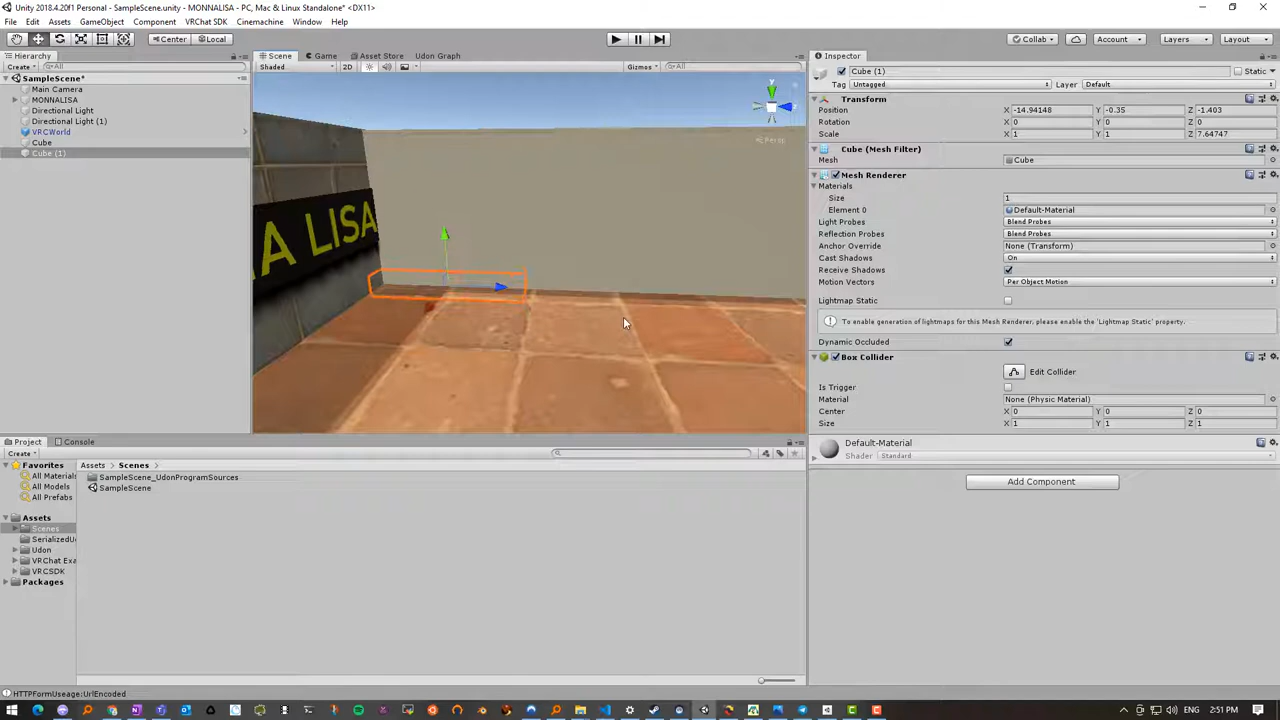 Unity 2018.4.20f1 Personal - SampleScene.unity - MONNALISA - PC, Mac & Linux Standalone* <DX11>
File Edit Assets GameObject Component VRChat SDK Cinemachine Window Help
Center Local Collab Account Layers Layout
Hierarchy Scene Game Asset Store Udon Graph Inspector
Create All Shaded 2D Gizmos All Cube (1) Static
SampleScene* Tag Untagged Layer Default
Main Camera
MONNALISA
Directional Light
Directional Light (1)
VRCWorld
Cube
Cube (1)
y
Persp
A LISA
Transform
Position X -14.94148 Y -0.35 Z -1.403
Rotation X 0 Y 0 Z 0
Scale X 1 Y 1 Z 7.64747
Cube (Mesh Filter)
Mesh Cube
Mesh Renderer
Materials
Size 1
Element 0 Default-Material
Light Probes Blend Probes
Reflection Probes Blend Probes
Anchor Override None (Transform)
Cast Shadows On
Receive Shadows
Motion Vectors Per Object Motion
Lightmap Static
To enable generation of lightmaps for this Mesh Renderer, please enable the 'Lightmap Static' property.
Dynamic Occluded
Box Collider
Edit Collider
Is Trigger
Material None (Physic Material)
Center X 0 Y 0 Z 0
Size X 1 Y 1 Z 1
Default-Material
Shader Standard
Add Component
Project Console
Create
Favorites
All Materials
All Models
All Prefabs
Assets
Scenes
SerializedUd
Udon
VRChat Exa
VRCSDK
Packages
Assets Scenes
SampleScene_UdonProgramSources
SampleScene
HTTPFormUseage:UrlEncoded
ENG 2:51 PM